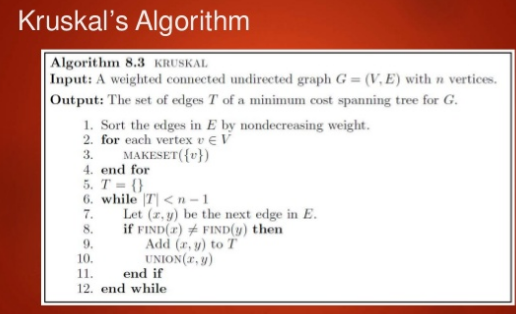 Kruskal's Algorithm
Algorithm 8.3 KRUSKAL
Input: A weighted connected undirected graph G = (V, E) with n vertices.
Output: The set of edges T of a minimum cost spanning tree for G.
1. Sort the edges in E by nondecreasing weight.
2. for each vertex v ∈ V
3. MAKESET({v})
4. end for
5. T = {}
6. while |T| < n − 1
7. Let (x, y) be the next edge in E.
8. if FIND(x) ≠ FIND(y) then
9. Add (x, y) to T
10. UNION(x, y)
11. end if
12. end while